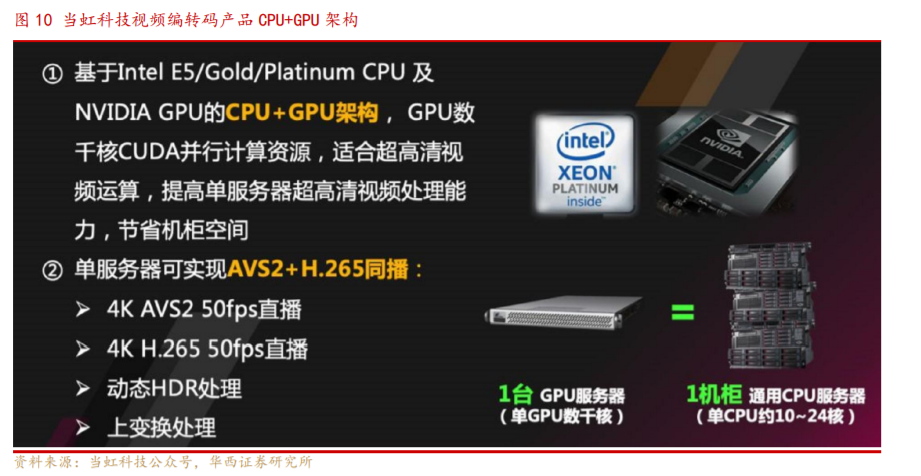 图 10 当虹科技视频编转码产品 CPU+GPU 架构
① 基于Intel E5/Gold/Platinum CPU 及
NVIDIA GPU的CPU+GPU架构，GPU数
千核CUDA并行计算资源，适合超高清视
频运算，提高单服务器超高清视频处理能
力，节省机柜空间
② 单服务器可实现AVS2+H.265同播：
➢ 4K AVS2 50fps直播
➢ 4K H.265 50fps直播
➢ 动态HDR处理
➢ 上变换处理
intel
XEON
PLATINUM
inside™
NVIDIA
=
1台 GPU服务器
（单GPU数千核）
1机柜 通用CPU服务器
（单CPU约10~24核）
资料来源：当虹科技公众号，华西证券研究所